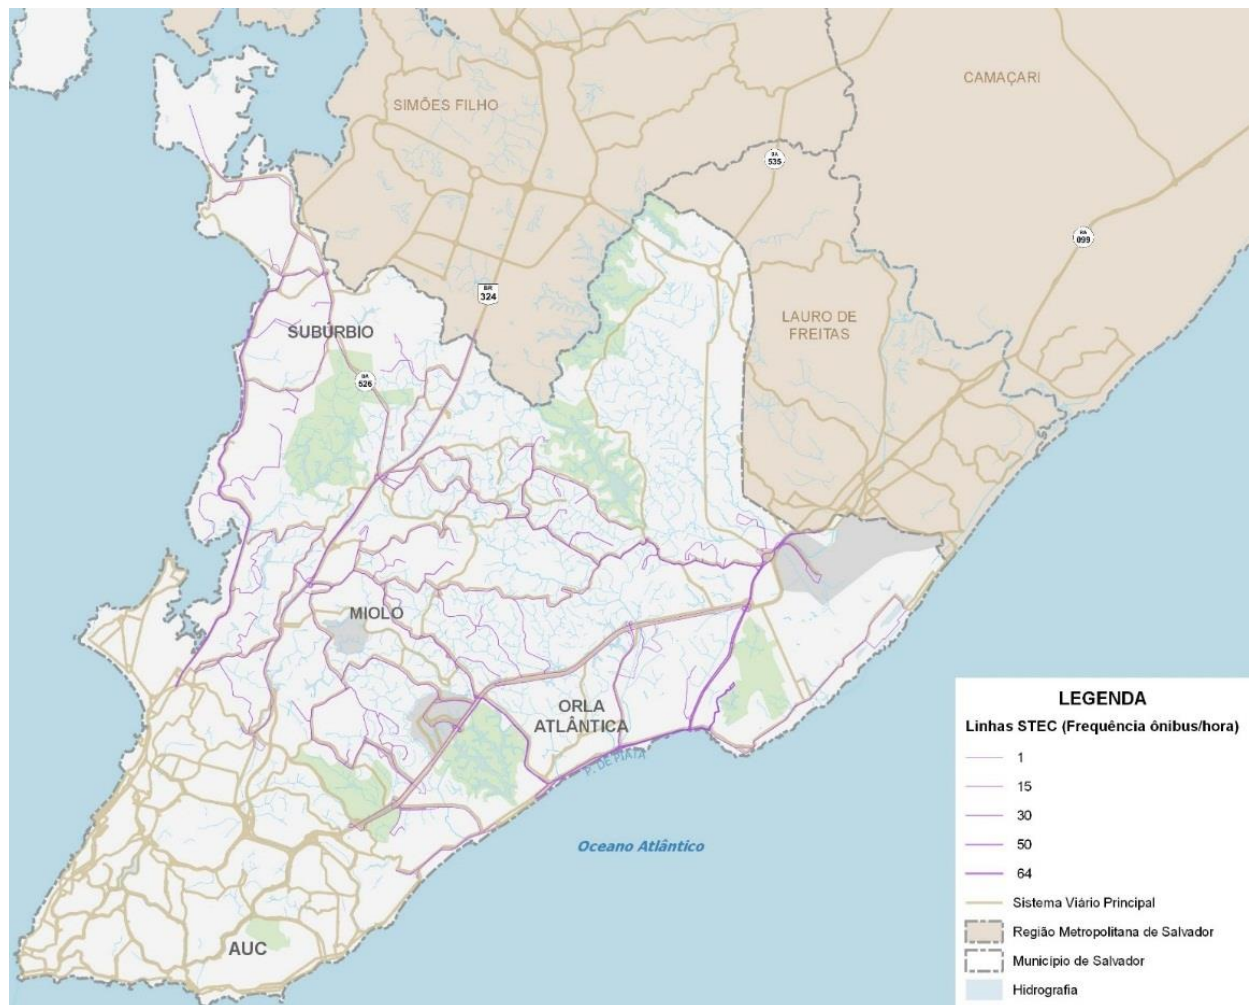 CAMAÇARI
SIMÕES FILHO
BA
535
BA
099
BR
324
LAURO DE
FREITAS
SUBÚRBIO
BA
526
MIOLO
ORLA
ATLÂNTICA
P. DE PIATÃ
Oceano Atlântico
AUC
LEGENDA
Linhas STEC (Frequência ônibus/hora)
1
15
30
50
64
Sistema Viário Principal
Região Metropolitana de Salvador
Município de Salvador
Hidrografia